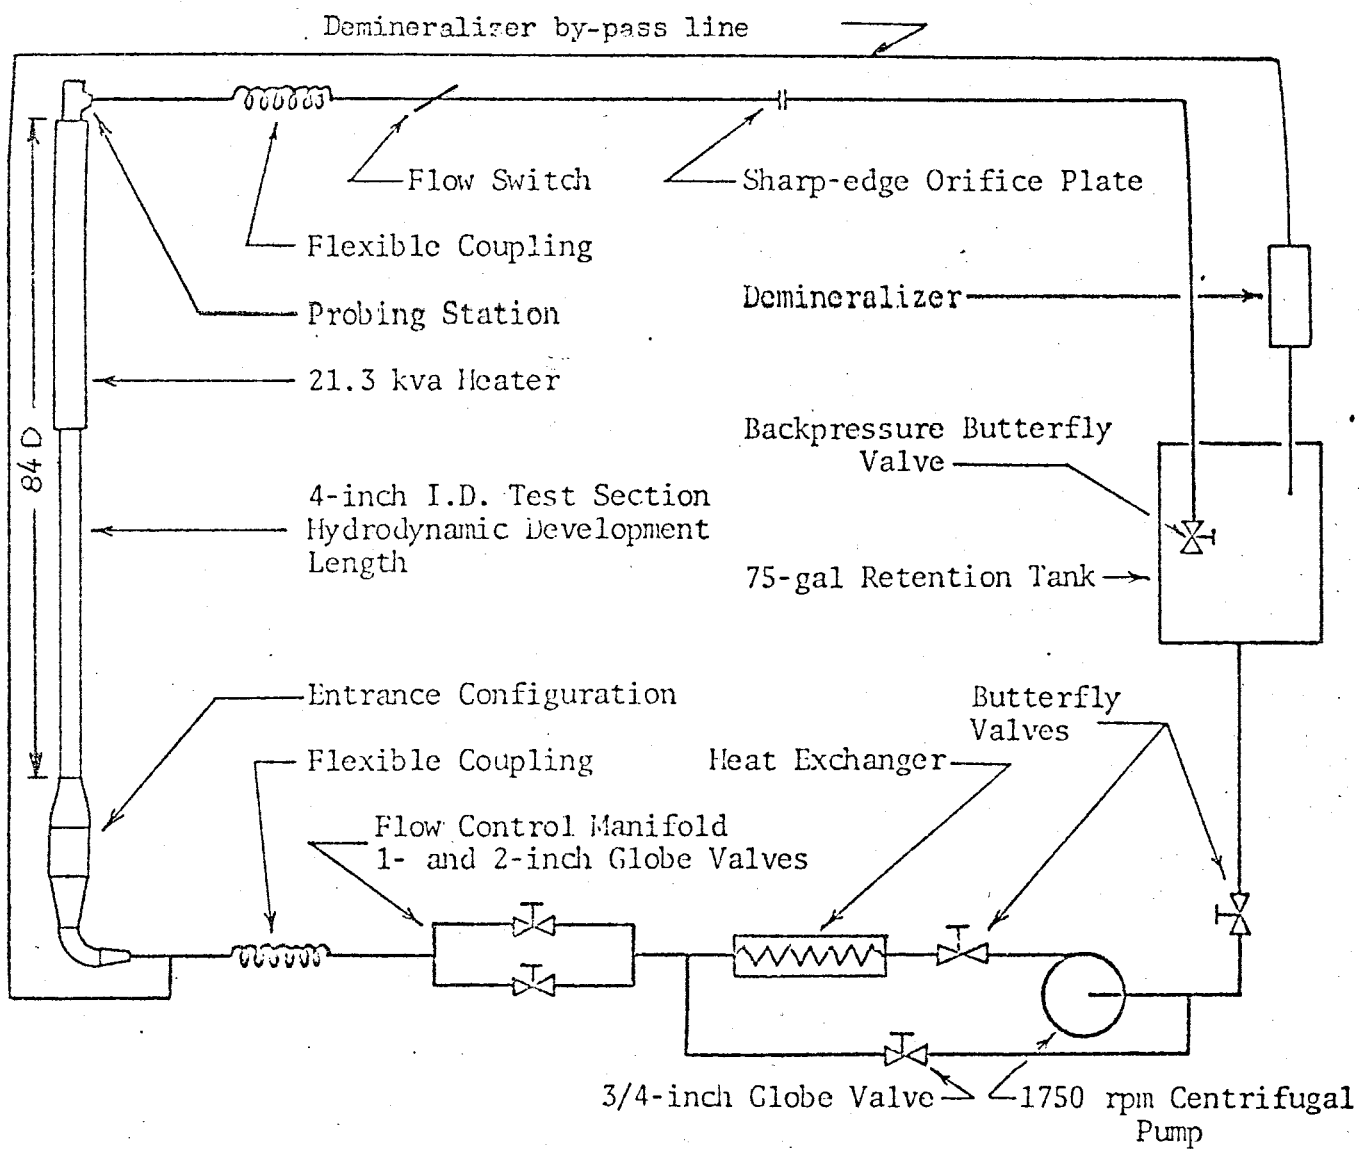 Demineralizer by-pass line
Flow Switch
Sharp-edge Orifice Plate
Flexible Coupling
Demineralizer
Probing Station
21.3 kva Heater
Backpressure Butterfly
Valve
84 D
4-inch I.D. Test Section
Hydrodynamic Development
Length
75-gal Retention Tank
Entrance Configuration
Butterfly
Valves
Flexible Coupling
Heat Exchanger
Flow Control Manifold
1- and 2-inch Globe Valves
3/4-inch Globe Valve
1750 rpm Centrifugal
Pump